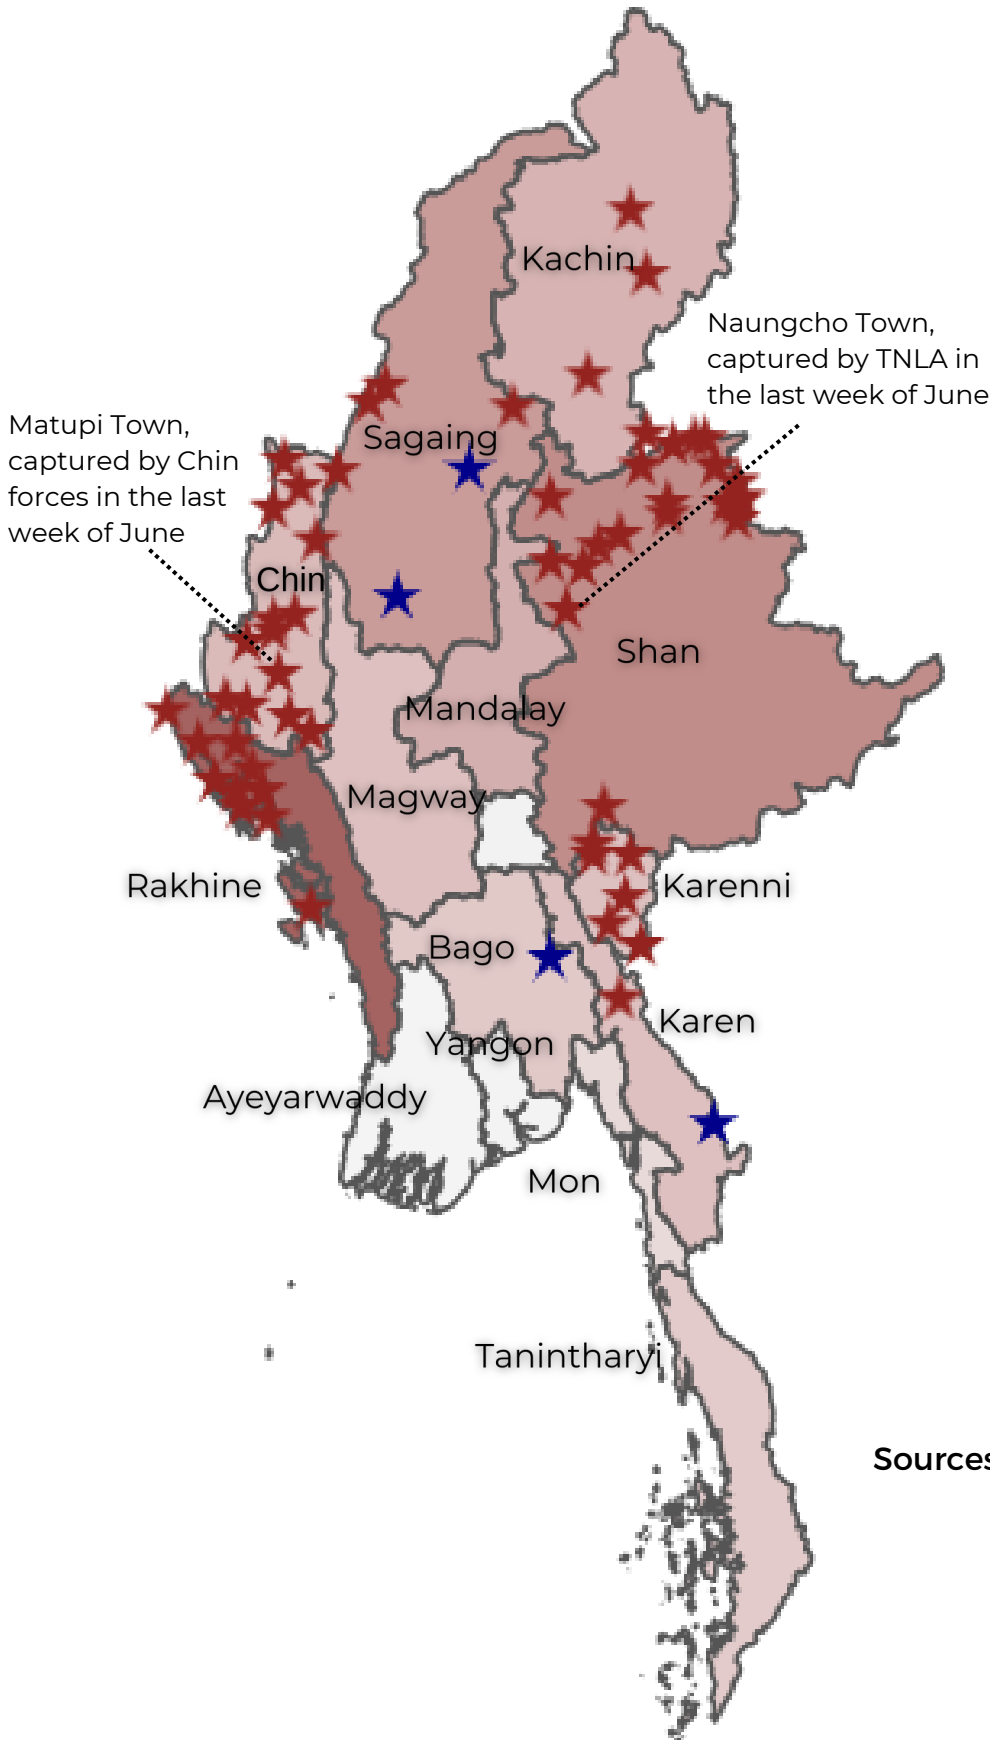 Kachin
Naungcho Town,
captured by TNLA in
the last week of June
Matupi Town,
captured by Chin
forces in the last
week of June
Sagaing
Chin
Shan
Mandalay
Magway
Rakhine
Karenni
Bago
Karen
Yangon
Ayeyarwaddy
Mon
Tanintharyi
Sources